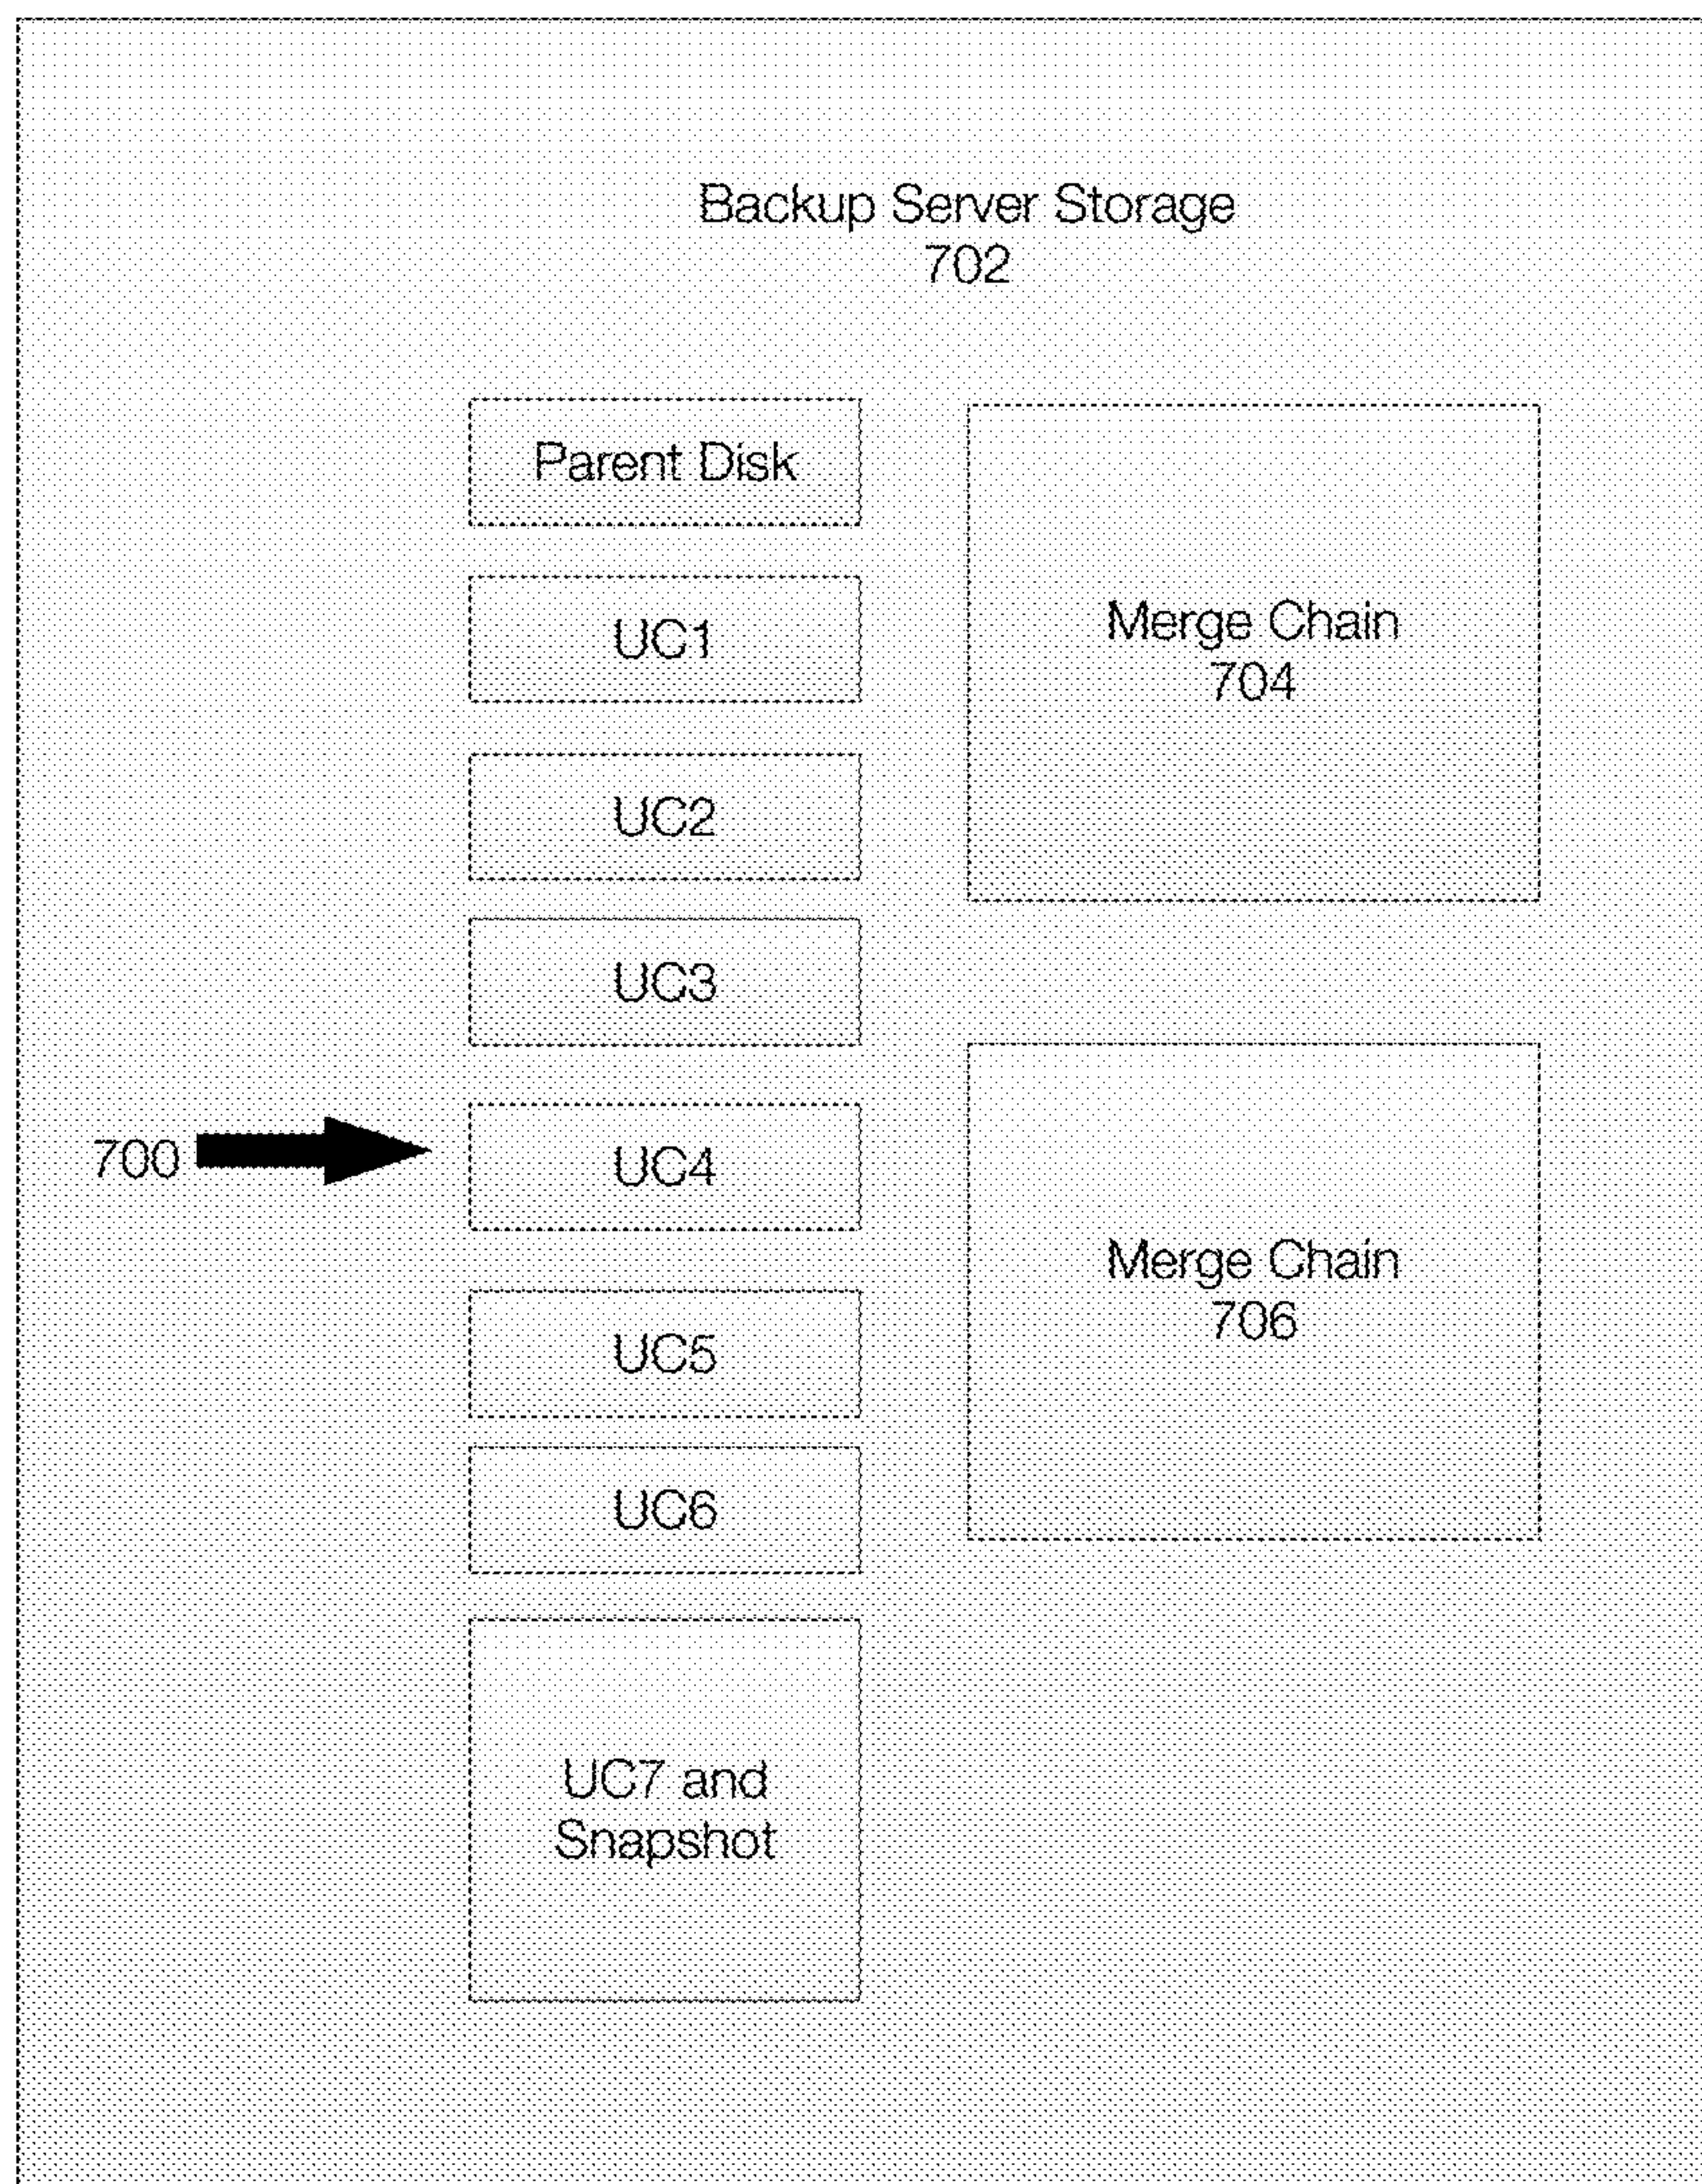 Backup Server Storage
702
Parent Disk
UC1
UC2
UC3
700
UC4
UC5
UC6
UC7 and
Snapshot
Merge Chain
704
Merge Chain
706